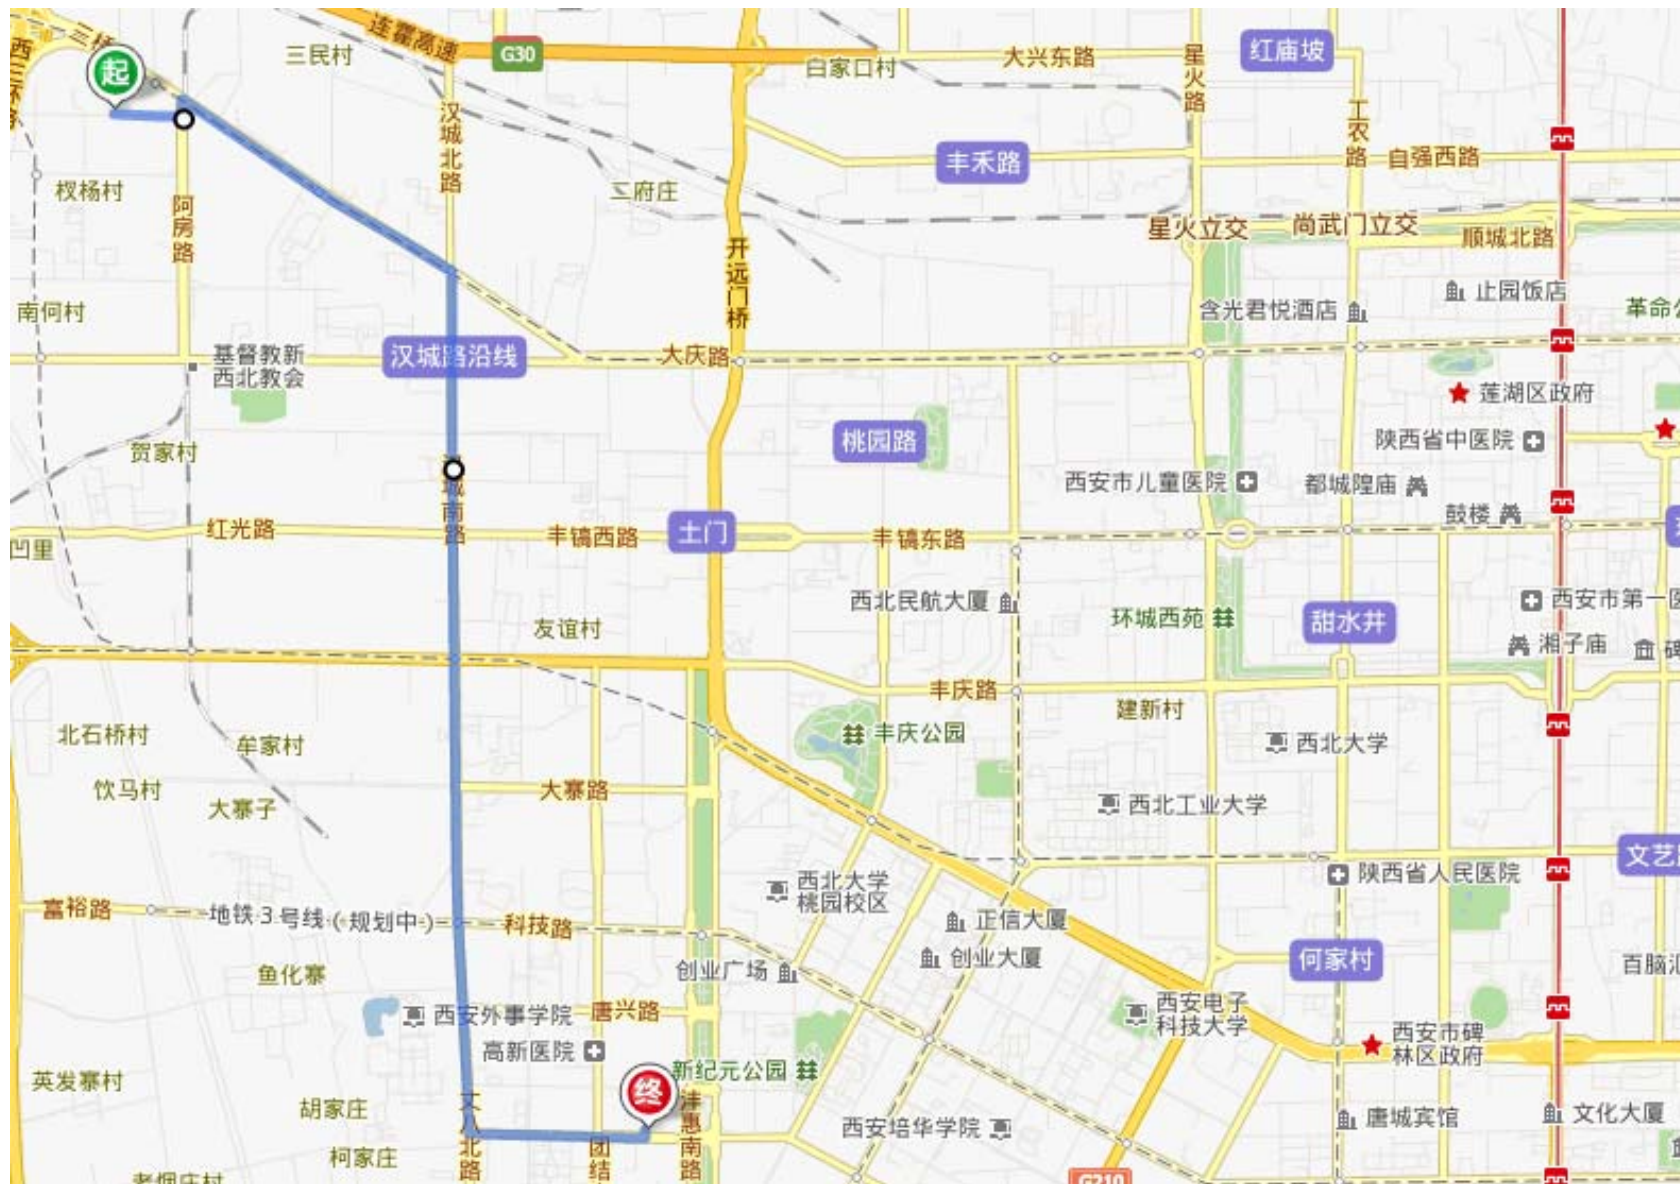 三桥
连霍高速
G30
三民村
起
白家口村
大兴东路
星火路
红庙坡
汉城北路
工农路
丰禾路
自强西路
杈杨村
二府庄
阿房路
星火立交
尚武门立交
顺城北路
开远门桥
南何村
含光君悦酒店
止园饭店
基督教新
西北教会
汉城路沿线
大庆路
莲湖区政府
桃园路
陕西省中医院
贺家村
西安市儿童医院
都城隍庙
城南路
鼓楼
红光路
丰镐西路
土门
丰镐东路
凹里
西北民航大厦
环城西苑
甜水井
西安市第一医
友谊村
湘子庙
丰庆路
建新村
北石桥村
牟家村
丰庆公园
西北大学
饮马村
大寨子
大寨路
西北工业大学
文艺
西北大学
桃园校区
陕西省人民医院
富裕路
地铁3号线(规划中)
科技路
正信大厦
创业大厦
何家村
百脑汇
鱼化寨
创业广场
西安外事学院
唐兴路
西安电子
科技大学
高新医院
西安市碑
林区政府
新纪元公园
英发寨村
终
胡家庄
沣惠南路
西安培华学院
唐城宾馆
文化大厦
柯家庄
丈八北路
团结
老烟庄村
G210